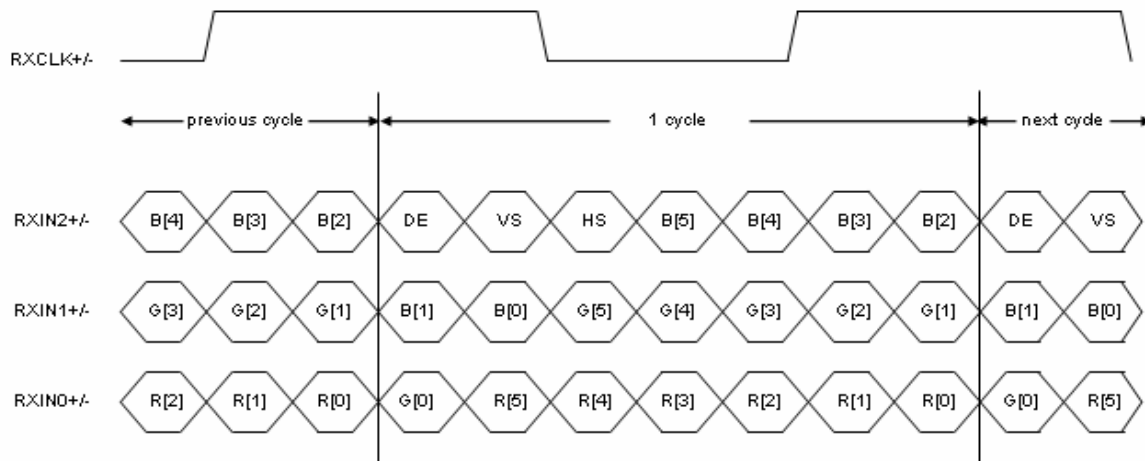 RXCLK+/-
previous cycle 1 cycle next cycle
RXIN2+/- B[4] B[3] B[2] DE VS HS B[5] B[4] B[3] B[2] DE VS
RXIN1+/- G[3] G[2] G[1] B[1] B[0] G[5] G[4] G[3] G[2] G[1] B[1] B[0]
RXIN0+/- R[2] R[1] R[0] G[0] R[5] R[4] R[3] R[2] R[1] R[0] G[0] R[5]